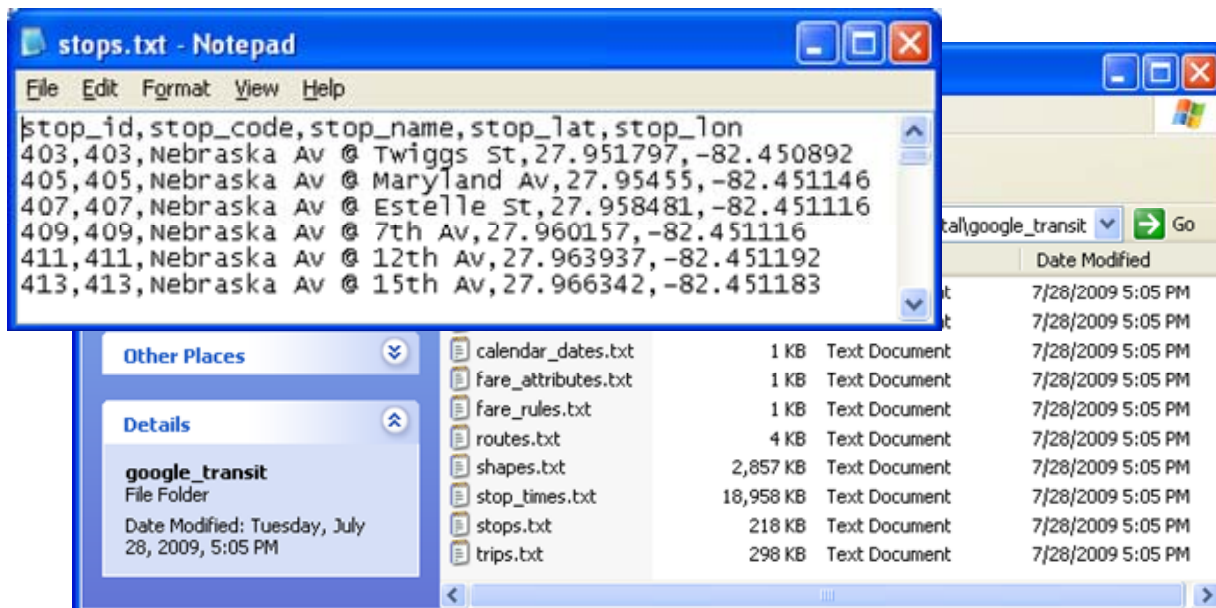 stops.txt - Notepad
File Edit Format View Help
stop_id,stop_code,stop_name,stop_lat,stop_lon
403,403,Nebraska Av @ Twiggs St,27.951797,-82.450892
405,405,Nebraska Av @ Maryland Av,27.95455,-82.451146
407,407,Nebraska Av @ Estelle St,27.958481,-82.451116
409,409,Nebraska Av @ 7th Av,27.960157,-82.451116
411,411,Nebraska Av @ 12th Av,27.963937,-82.451192
413,413,Nebraska Av @ 15th Av,27.966342,-82.451183
tal\google_transit Go
Date Modified
7/28/2009 5:05 PM
7/28/2009 5:05 PM
Other Places
Details
google_transit
File Folder
Date Modified: Tuesday, July
28, 2009, 5:05 PM
calendar_dates.txt 1 KB Text Document 7/28/2009 5:05 PM
fare_attributes.txt 1 KB Text Document 7/28/2009 5:05 PM
fare_rules.txt 1 KB Text Document 7/28/2009 5:05 PM
routes.txt 4 KB Text Document 7/28/2009 5:05 PM
shapes.txt 2,857 KB Text Document 7/28/2009 5:05 PM
stop_times.txt 18,958 KB Text Document 7/28/2009 5:05 PM
stops.txt 218 KB Text Document 7/28/2009 5:05 PM
trips.txt 298 KB Text Document 7/28/2009 5:05 PM